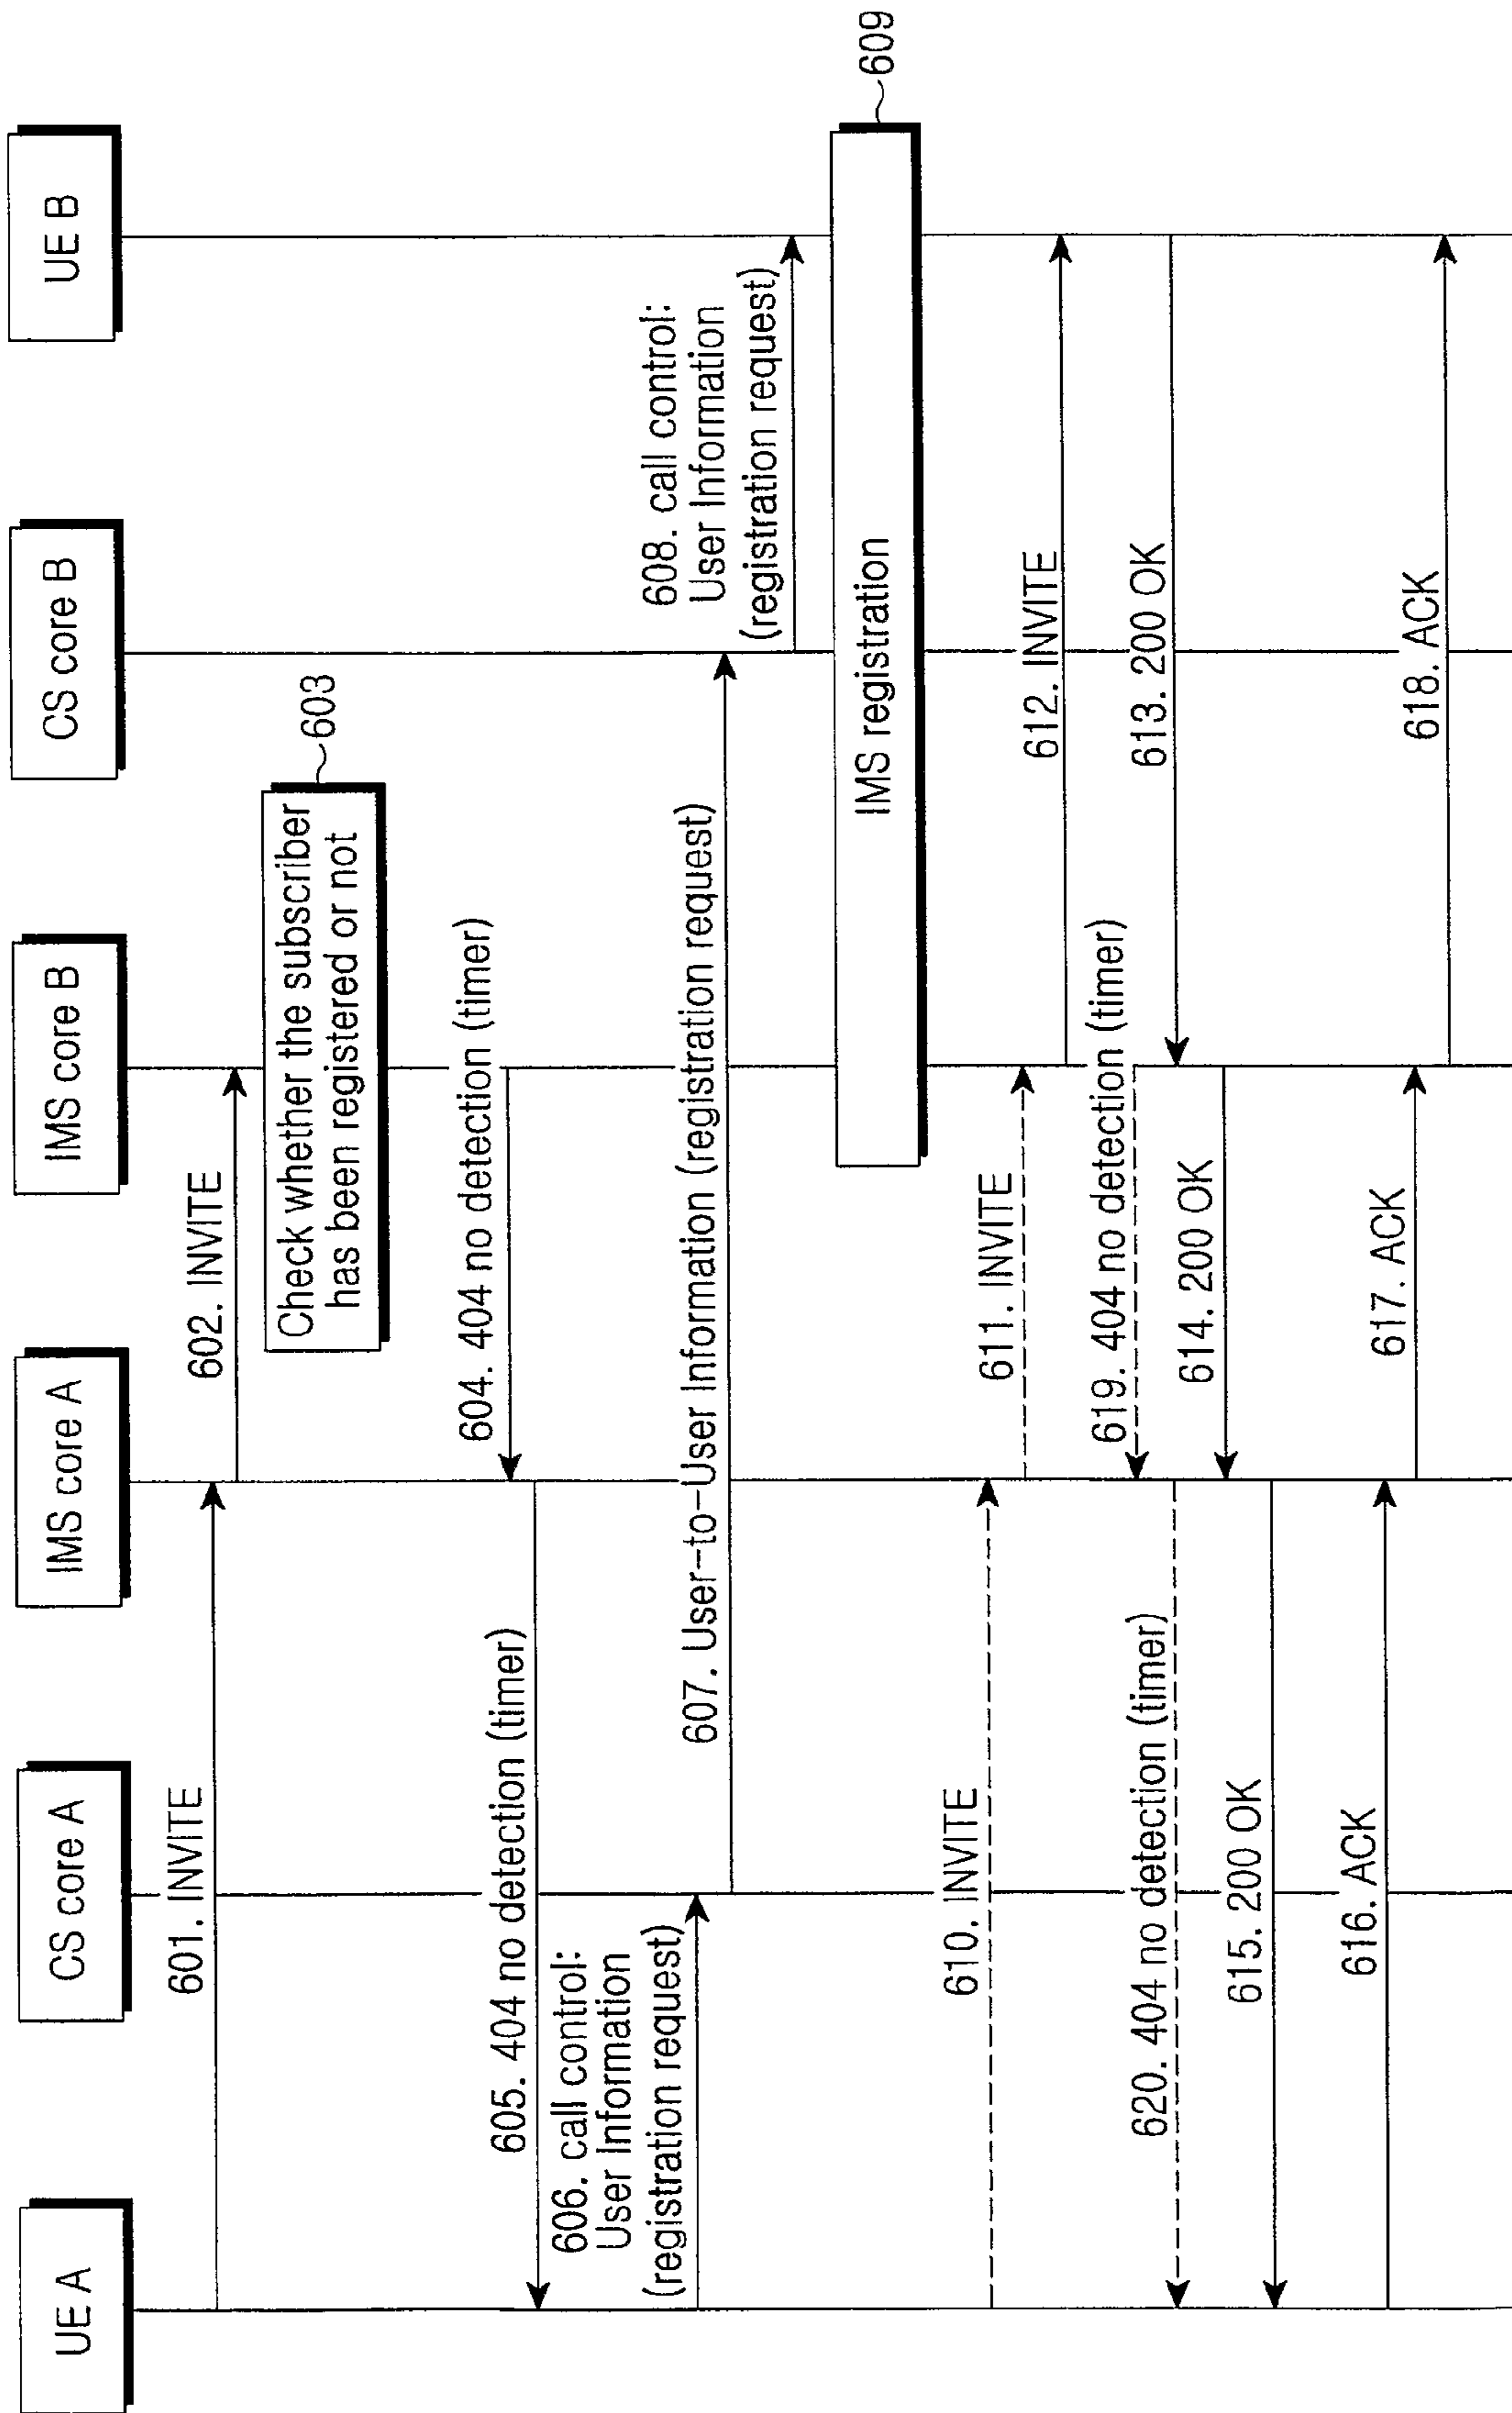 UE A
CS core A
IMS core A
IMS core B
CS core B
UE B
601. INVITE
602. INVITE
Check whether the subscriber
has been registered or not
603
604. 404 no detection (timer)
605. 404 no detection (timer)
606. call control:
User Information
(registration request)
607. User-to-User Information (registration request)
608. call control:
User Information
(registration request)
IMS registration
609
610. INVITE
611. INVITE
612. INVITE
619. 404 no detection (timer)
620. 404 no detection (timer)
613. 200 OK
614. 200 OK
615. 200 OK
616. ACK
617. ACK
618. ACK